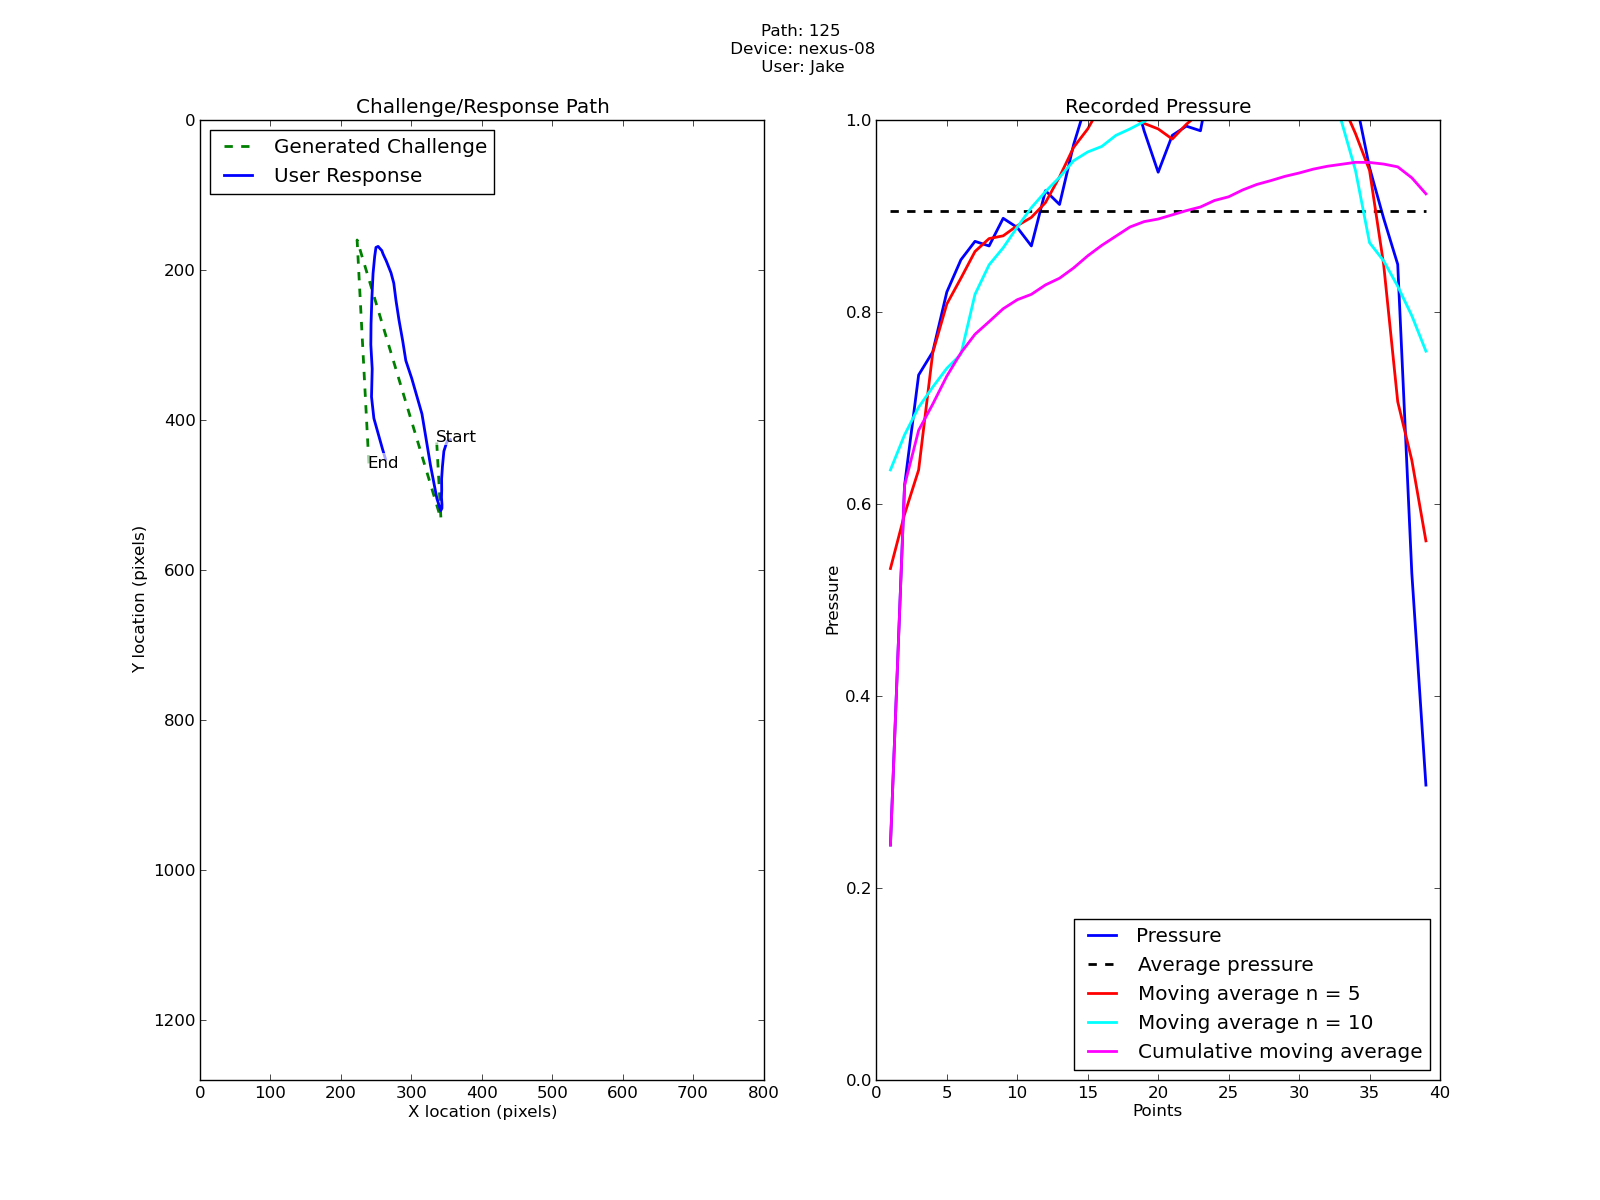 Path: 125
Device: nexus-08
User: Jake
Challenge/Response Path
Generated Challenge
User Response
Start
End
0
200
400
600
800
1000
1200
Y location (pixels)
0 100 200 300 400 500 600 700 800
X location (pixels)
Recorded Pressure
1.0
0.8
0.6
0.4
0.2
0.0
Pressure
Pressure
Average pressure
Moving average n = 5
Moving average n = 10
Cumulative moving average
0 5 10 15 20 25 30 35 40
Points